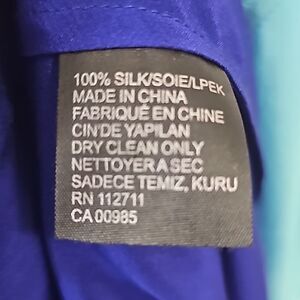 100% SILK/SOIE/LPEK
MADE IN CHINA
FABRIQUÉ EN CHINE
CIN'DE YAPILAN
DRY CLEAN ONLY
NETTOYER A SEC
SADECE TEMIZ, KURU
RN 112711
CA 00985